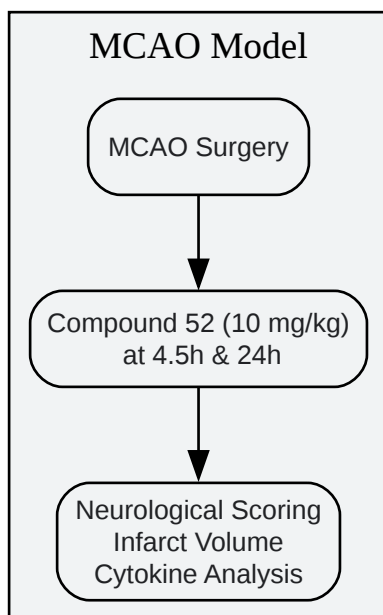 MCAO Model
MCAO Surgery
Compound 52 (10 mg/kg)
at 4.5h & 24h
Neurological Scoring
Infarct Volume
Cytokine Analysis